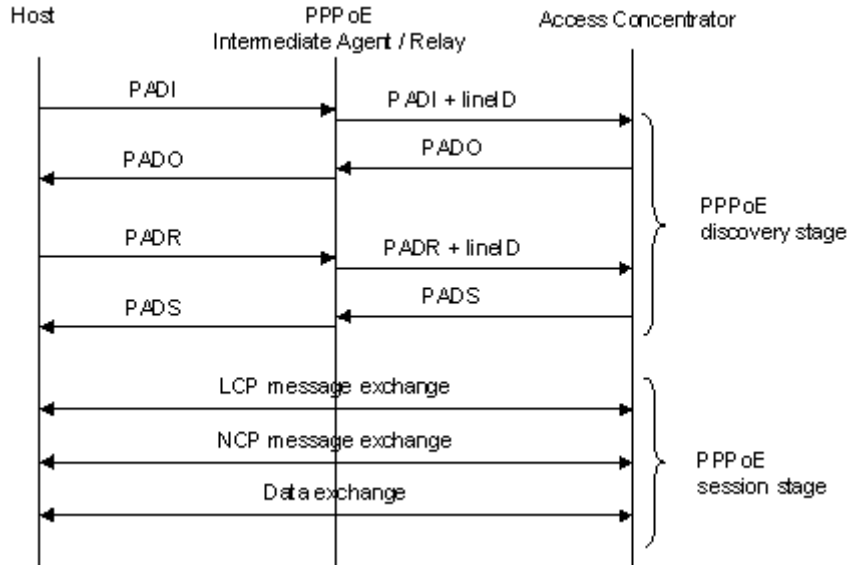 Host
PPPoE
Intermediate Agent / Relay
Access Concentrator
PADI
PADI + lineID
PADO
PADO
PADR
PADR + lineID
PADS
PADS
PPPoE
discovery stage
LCP message exchange
NCP message exchange
Data exchange
PPPoE
session stage